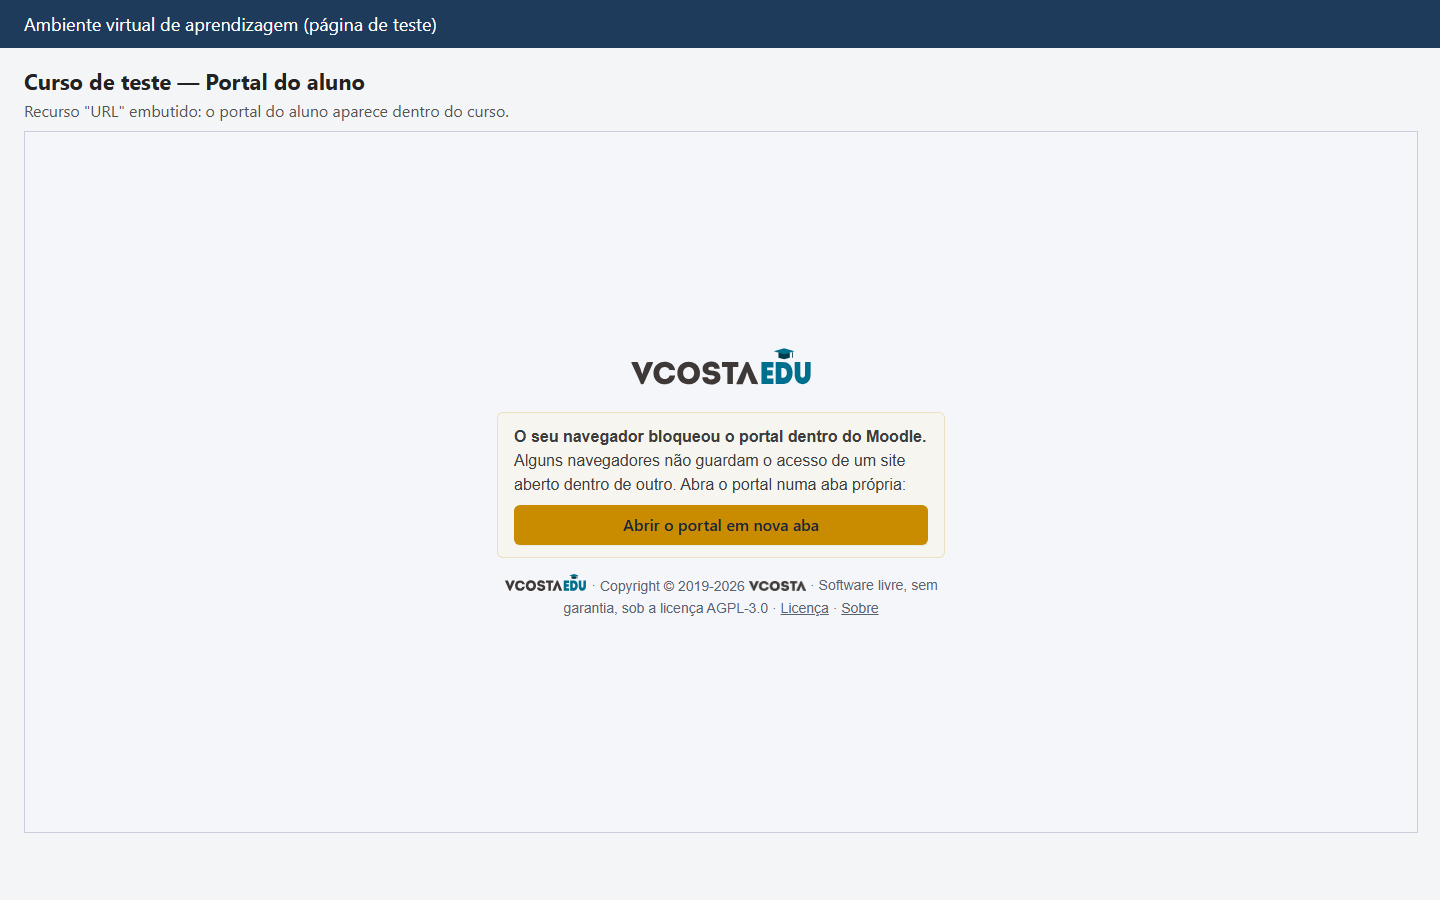 Ambiente virtual de aprendizagem (página de teste)
Curso de teste — Portal do aluno
Recurso "URL" embutido: o portal do aluno aparece dentro do curso.
VCOSTAEDU
O seu navegador bloqueou o portal dentro do Moodle.
Alguns navegadores não guardam o acesso de um site
aberto dentro de outro. Abra o portal numa aba própria:
Abrir o portal em nova aba
VCOSTAEDU · Copyright © 2019-2026 VCOSTA · Software livre, sem
garantia, sob a licença AGPL-3.0 · Licença · Sobre